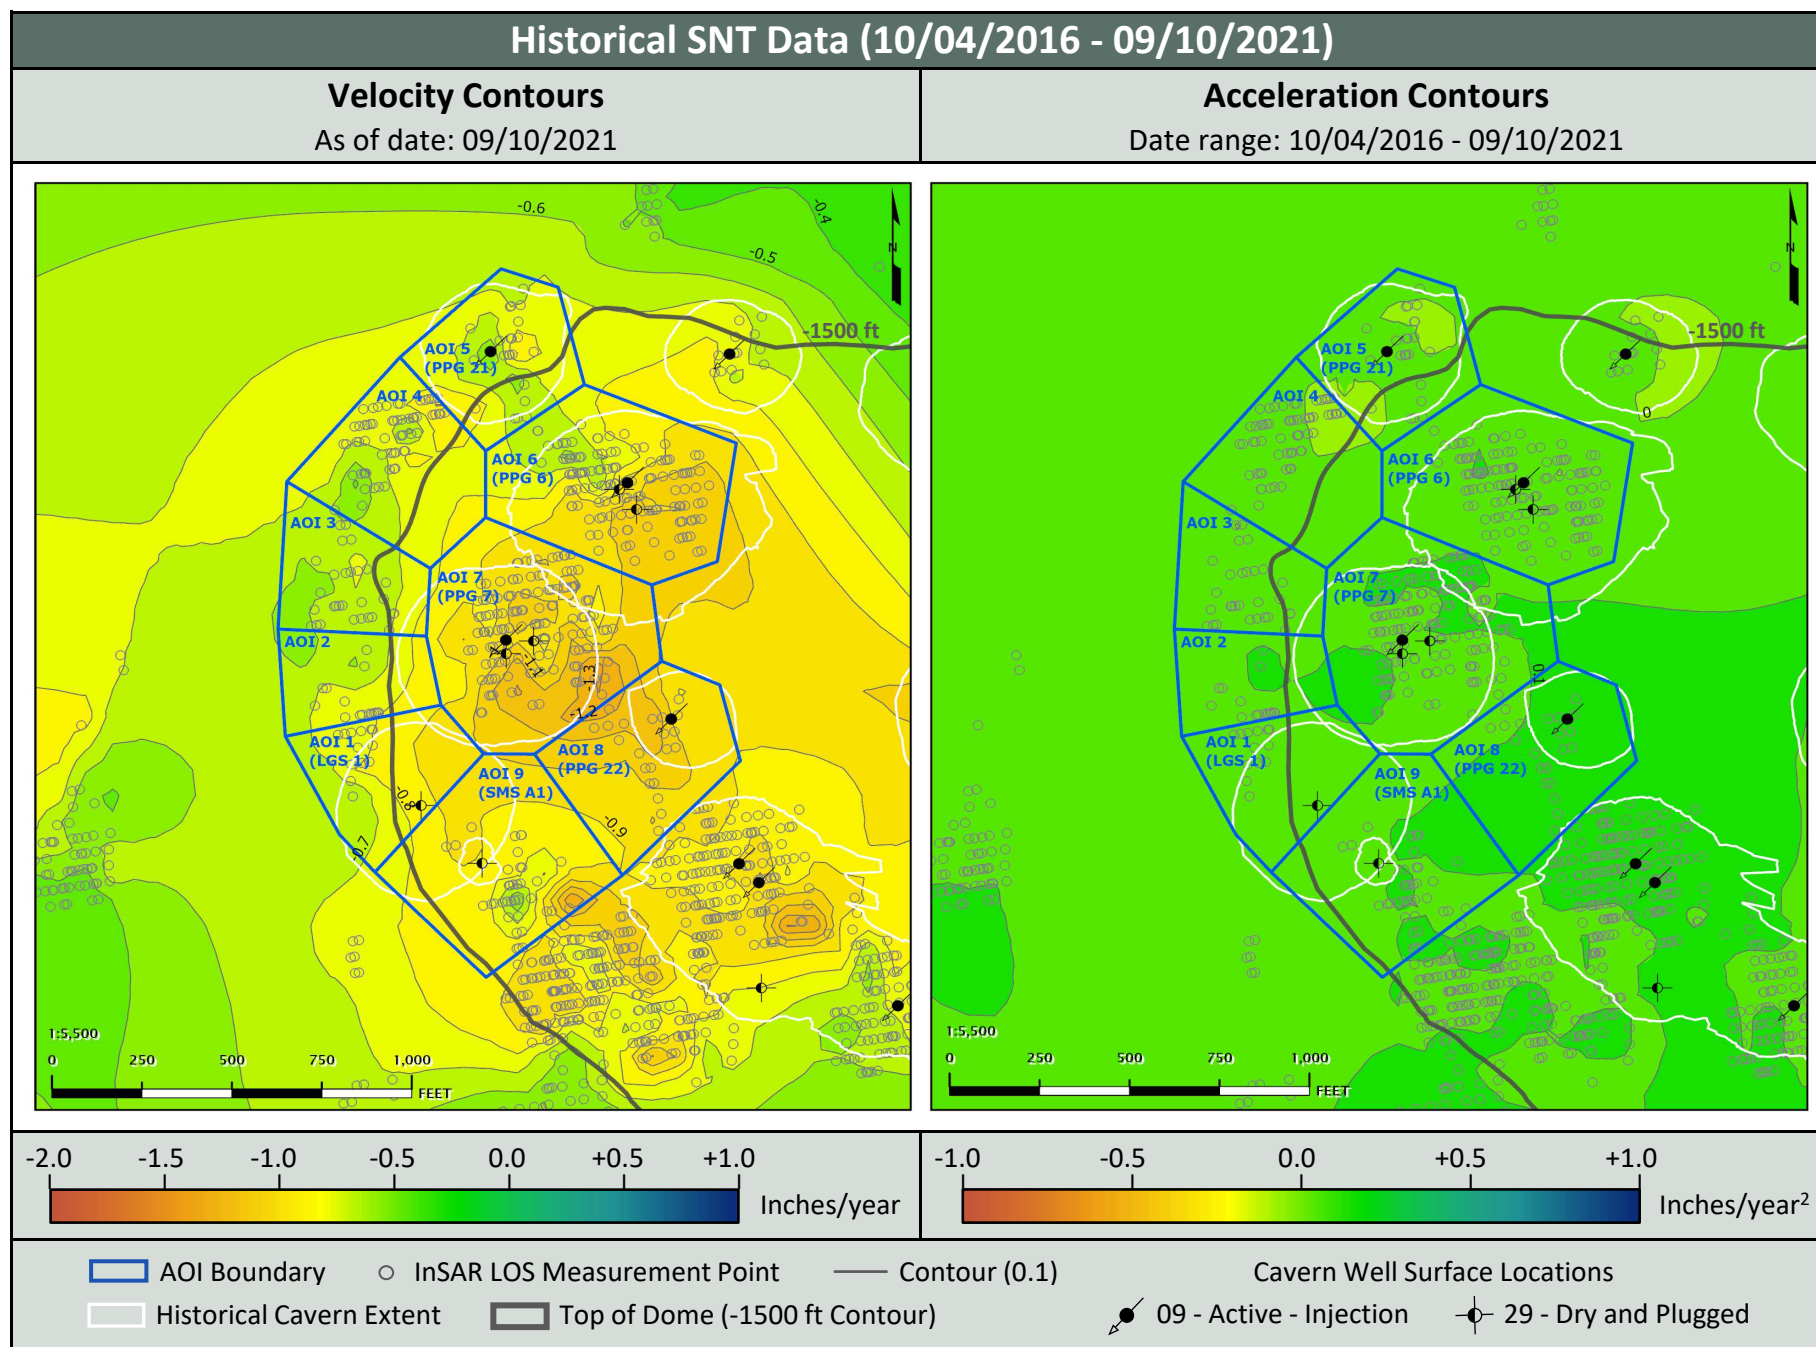 Historical SNT Data (10/04/2016 - 09/10/2021)
Velocity Contours
As of date: 09/10/2021
Acceleration Contours
Date range: 10/04/2016 - 09/10/2021
-0.6
-0.4
-0.5
N
-1500 ft
AOI 5
(PPG 21)
AOI 4
AOI 6
(PPG 6)
AOI 3
AOI 7
(PPG 7)
AOI 2
-1.1
-1.3
-1.2
AOI 1
(LGS 1)
AOI 8
(PPG 22)
AOI 9
(SMS A1)
-0.8
-0.9
-0.7
1:5,500
0 250 500 750 1,000
FEET
N
-1500 ft
AOI 5
(PPG 21)
AOI 4
0
AOI 6
(PPG 6)
AOI 3
AOI 7
(PPG 7)
AOI 2
0.1
AOI 1
(LGS 1)
AOI 8
(PPG 22)
AOI 9
(SMS A1)
1:5,500
0 250 500 750 1,000
FEET
-2.0 -1.5 -1.0 -0.5 0.0 +0.5 +1.0
Inches/year
-1.0 -0.5 0.0 +0.5 +1.0
Inches/year²
AOI Boundary InSAR LOS Measurement Point Contour (0.1) Cavern Well Surface Locations
Historical Cavern Extent Top of Dome (-1500 ft Contour) 09 - Active - Injection 29 - Dry and Plugged